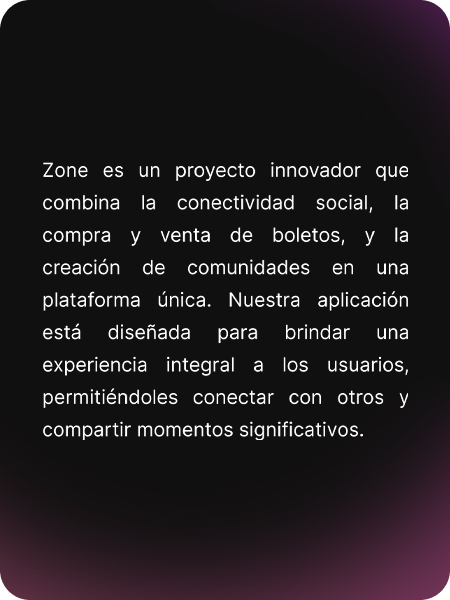 Zone es un proyecto innovador que
combina la conectividad social, la
compra y venta de boletos, y la
creación de comunidades en una
plataforma única. Nuestra aplicación
está diseñada para brindar una
experiencia integral a los usuarios,
permitiéndoles conectar con otros y
compartir momentos significativos.